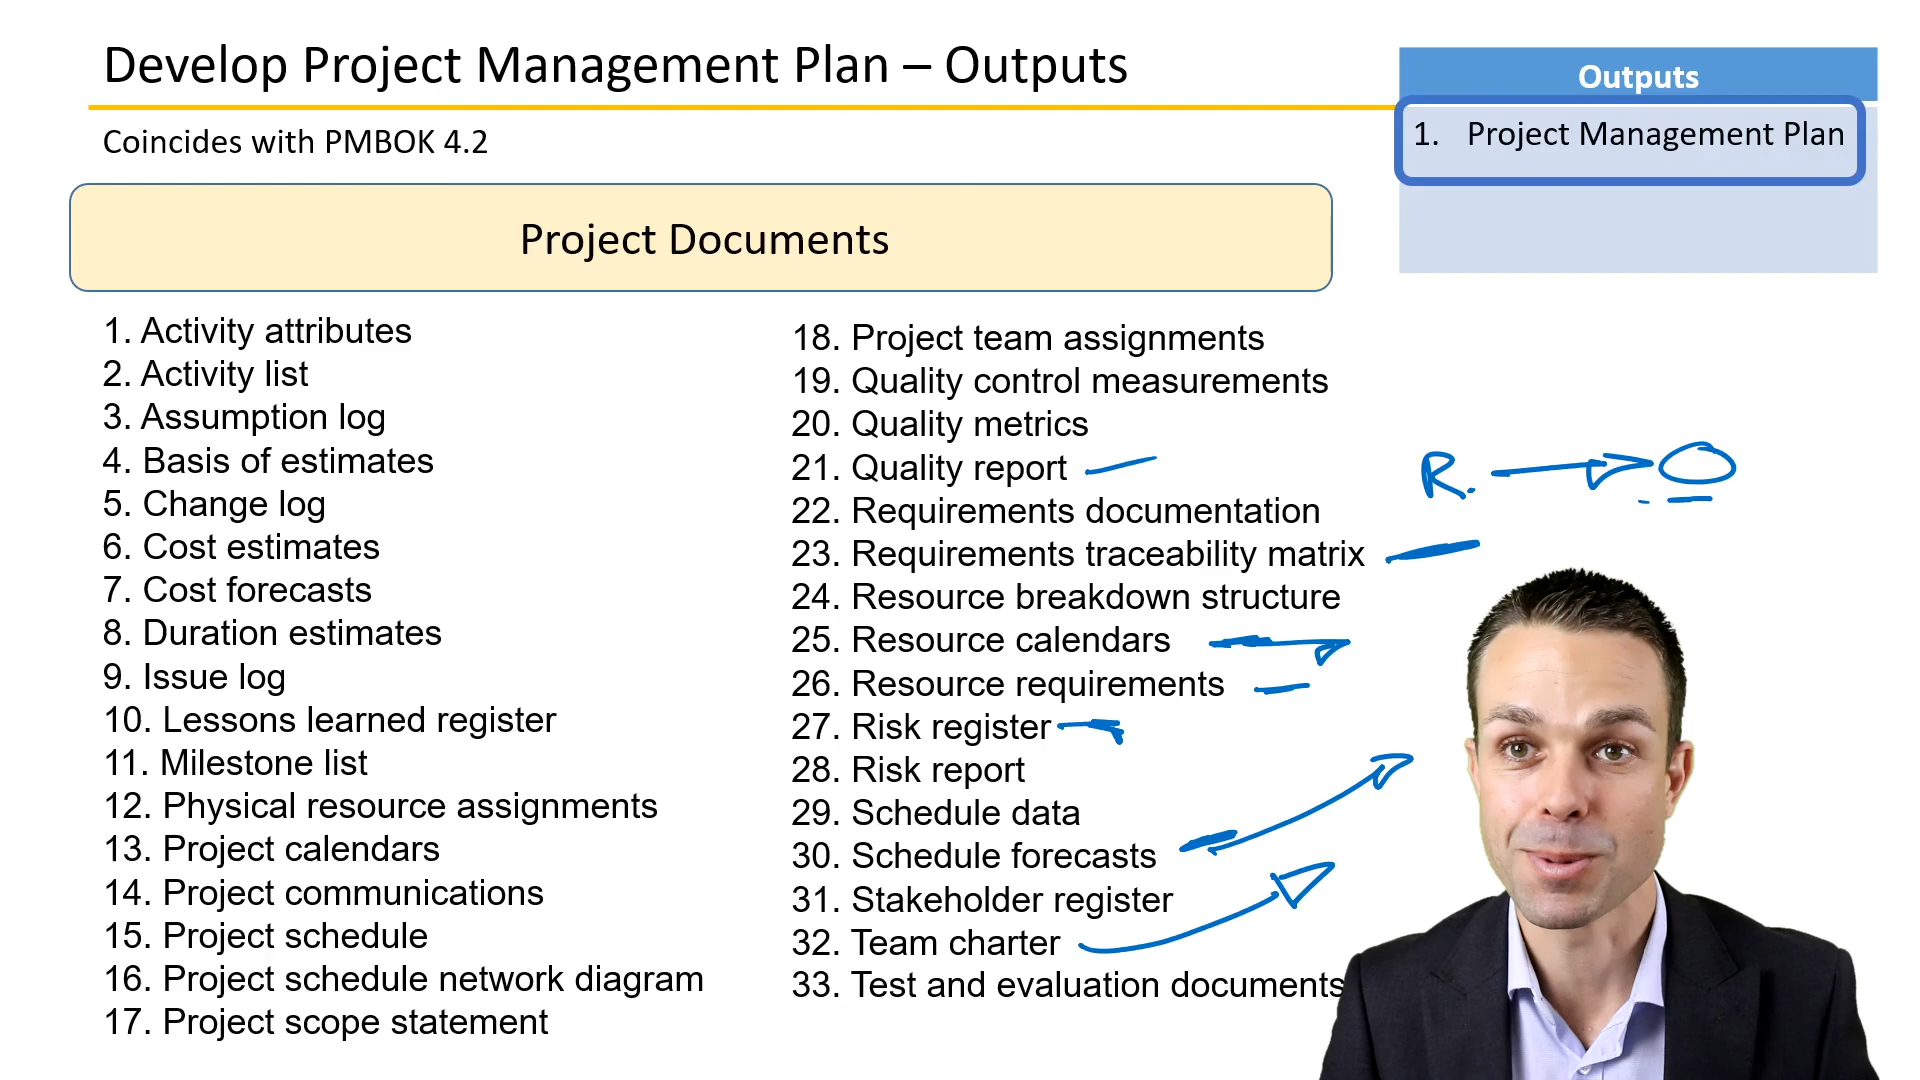 Develop Project Management Plan – Outputs
Coincides with PMBOK 4.2
Outputs
1. Project Management Plan
Project Documents
1. Activity attributes
2. Activity list
3. Assumption log
4. Basis of estimates
5. Change log
6. Cost estimates
7. Cost forecasts
8. Duration estimates
9. Issue log
10. Lessons learned register
11. Milestone list
12. Physical resource assignments
13. Project calendars
14. Project communications
15. Project schedule
16. Project schedule network diagram
17. Project scope statement
18. Project team assignments
19. Quality control measurements
20. Quality metrics
21. Quality report
22. Requirements documentation
23. Requirements traceability matrix
24. Resource breakdown structure
25. Resource calendars
26. Resource requirements
27. Risk register
28. Risk report
29. Schedule data
30. Schedule forecasts
31. Stakeholder register
32. Team charter
33. Test and evaluation documents
R.